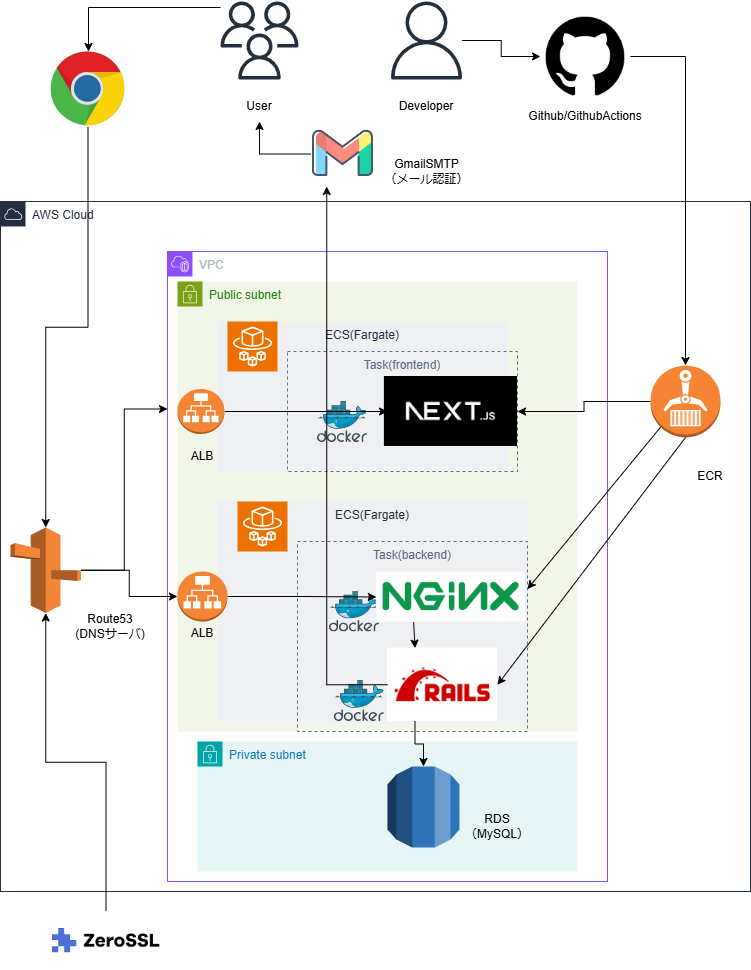 User
Developer
Github/GithubActions
GmailSMTP
(メール認証)
AWS Cloud
VPC
Public subnet
ECS(Fargate)
Task(frontend)
docker
NEXT.JS
ALB
ECR
ECS(Fargate)
Task(backend)
NGINX
docker
ALB
Route53
(DNSサーバ)
RAILS
docker
Private subnet
RDS
(MySQL)
ZeroSSL